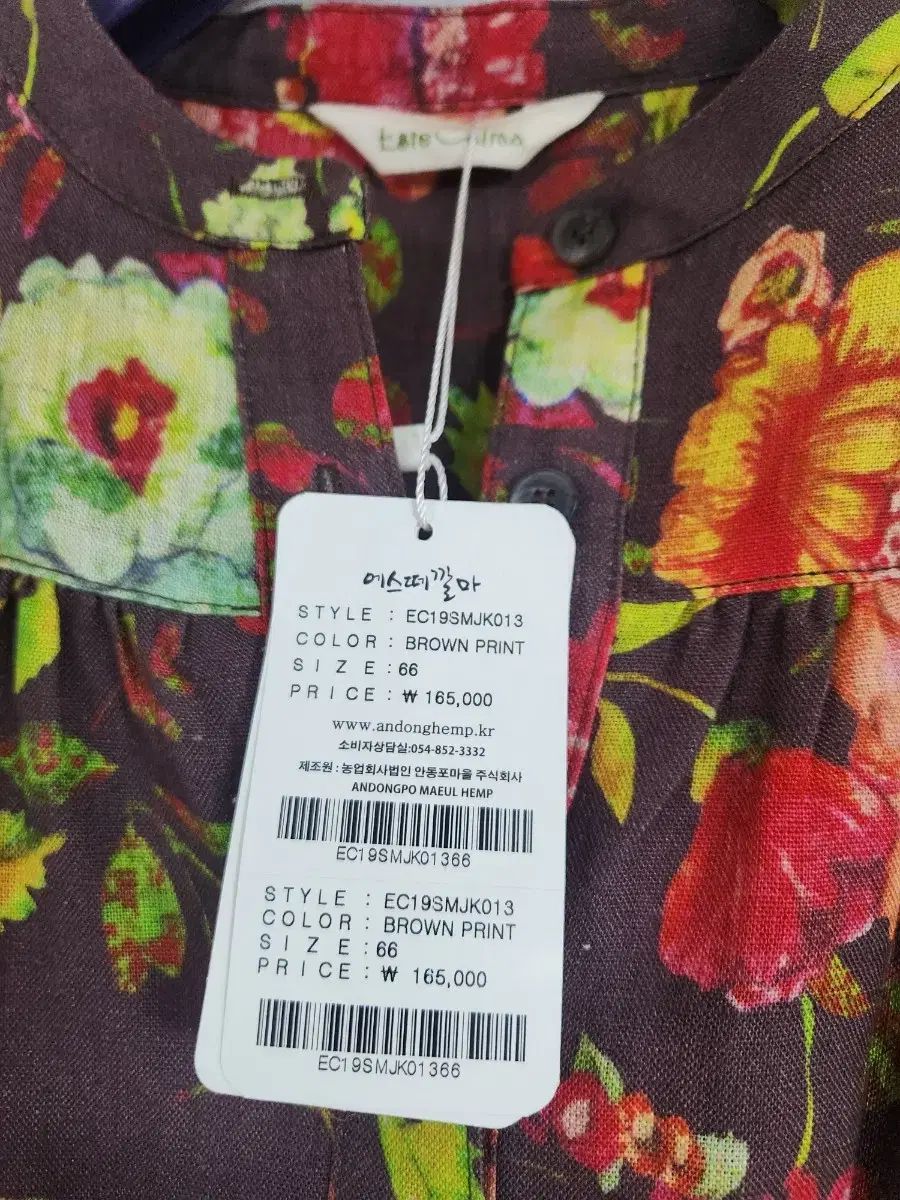 에스떼깔마
STYLE : EC19SMJK013
COLOR : BROWN PRINT
SIZE : 66
PRICE : ₩ 165,000
www.andonghemp.kr
소비자상담실:054-852-3332
제조원 : 농업회사법인 안동포마을 주식회사
ANDONGPO MAEUL HEMP
EC19SMJK01366
STYLE : EC19SMJK013
COLOR : BROWN PRINT
SIZE : 66
PRICE : ₩ 165,000
EC19SMJK01366